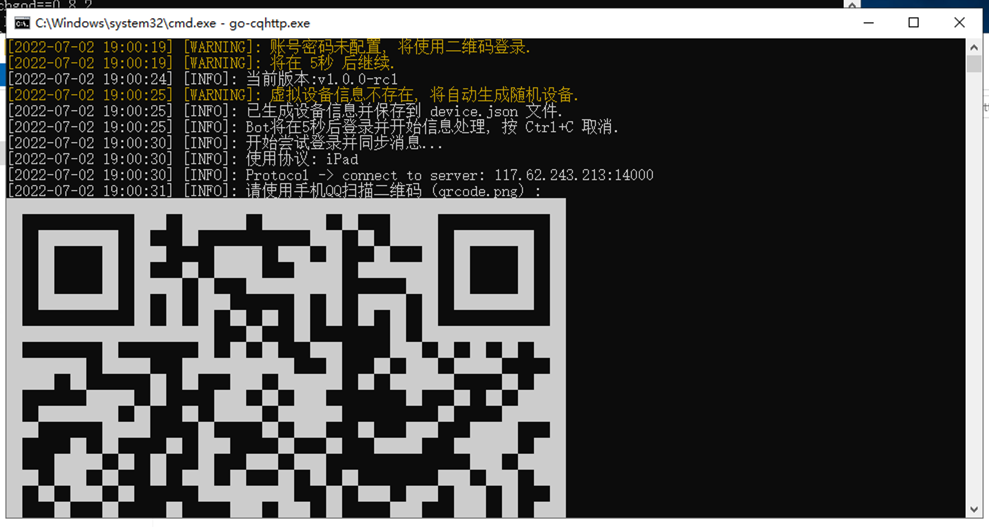 chgod==0.8.2
C:\Windows\system32\cmd.exe - go-cqhttp.exe
[2022-07-02 19:00:19] [WARNING]: 账号密码未配置, 将使用二维码登录.
[2022-07-02 19:00:19] [WARNING]: 将在 5秒 后继续.
[2022-07-02 19:00:24] [INFO]: 当前版本:v1.0.0-rc1
[2022-07-02 19:00:25] [WARNING]: 虚拟设备信息不存在, 将自动生成随机设备.
[2022-07-02 19:00:25] [INFO]: 已生成设备信息并保存到 device.json 文件.
[2022-07-02 19:00:25] [INFO]: Bot将在5秒后登录并开始信息处理, 按 Ctrl+C 取消.
[2022-07-02 19:00:30] [INFO]: 开始尝试登录并同步消息...
[2022-07-02 19:00:30] [INFO]: 使用协议: iPad
[2022-07-02 19:00:30] [INFO]: Protocol -> connect to server: 117.62.243.213:14000
[2022-07-02 19:00:31] [INFO]: 请使用手机QQ扫描二维码 (qrcode.png) :